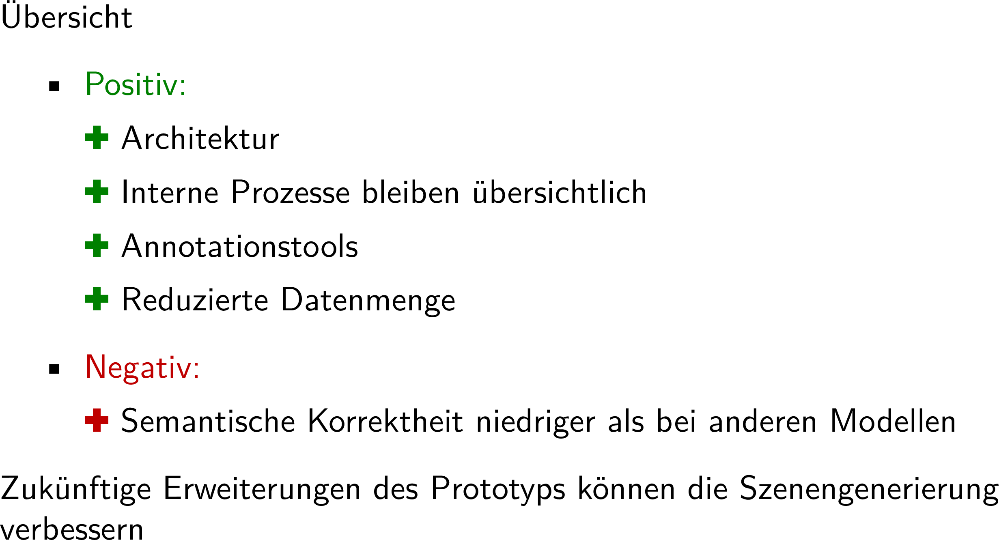 Übersicht
▪ Positiv:
✚ Architektur
✚ Interne Prozesse bleiben übersichtlich
✚ Annotationstools
✚ Reduzierte Datenmenge
▪ Negativ:
✚ Semantische Korrektheit niedriger als bei anderen Modellen
Zukünftige Erweiterungen des Prototyps können die Szenengenerierung
verbessern